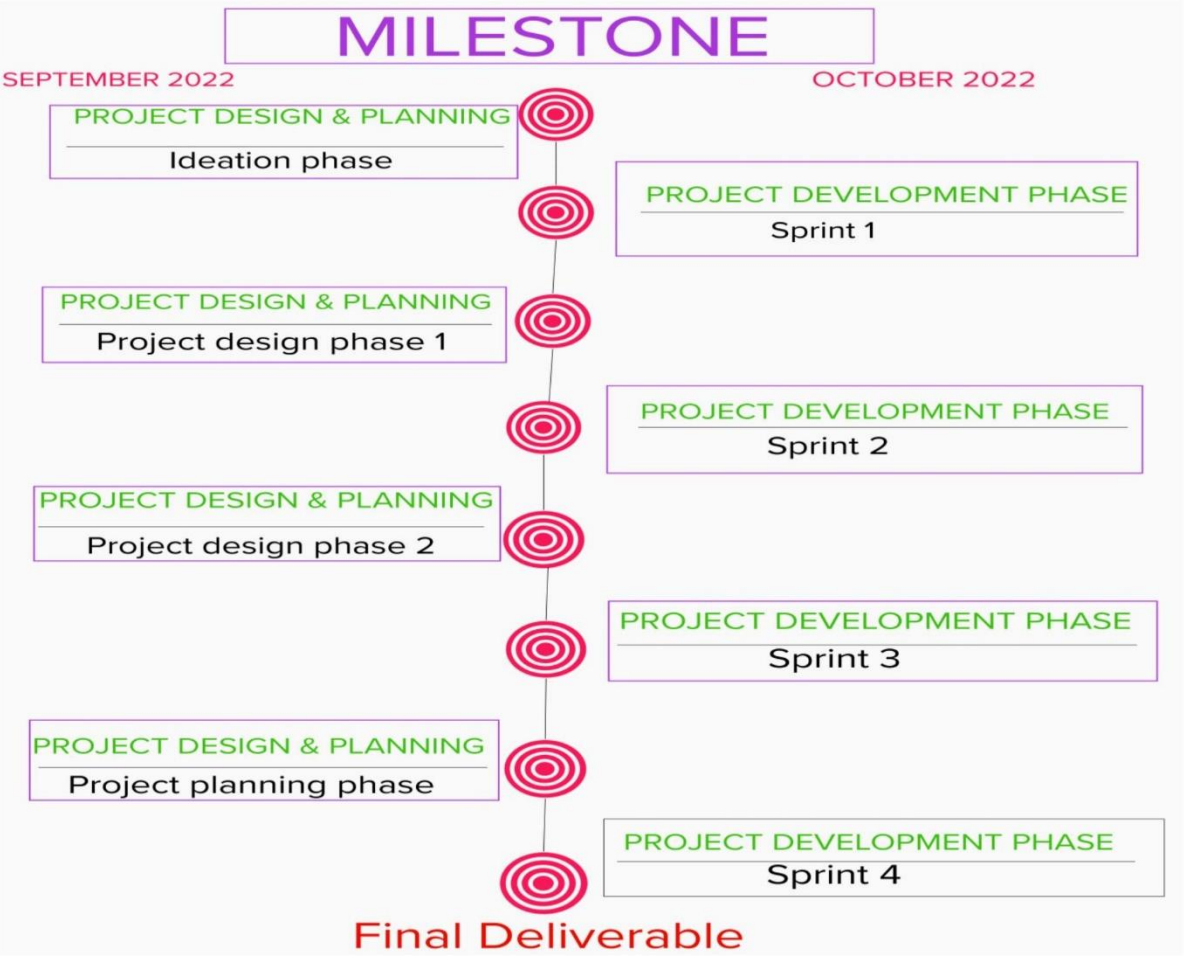 MILESTONE
SEPTEMBER 2022
OCTOBER 2022
PROJECT DESIGN & PLANNING
Ideation phase
PROJECT DEVELOPMENT PHASE
Sprint 1
PROJECT DESIGN & PLANNING
Project design phase 1
PROJECT DEVELOPMENT PHASE
Sprint 2
PROJECT DESIGN & PLANNING
Project design phase 2
PROJECT DEVELOPMENT PHASE
Sprint 3
PROJECT DESIGN & PLANNING
Project planning phase
PROJECT DEVELOPMENT PHASE
Sprint 4
Final Deliverable